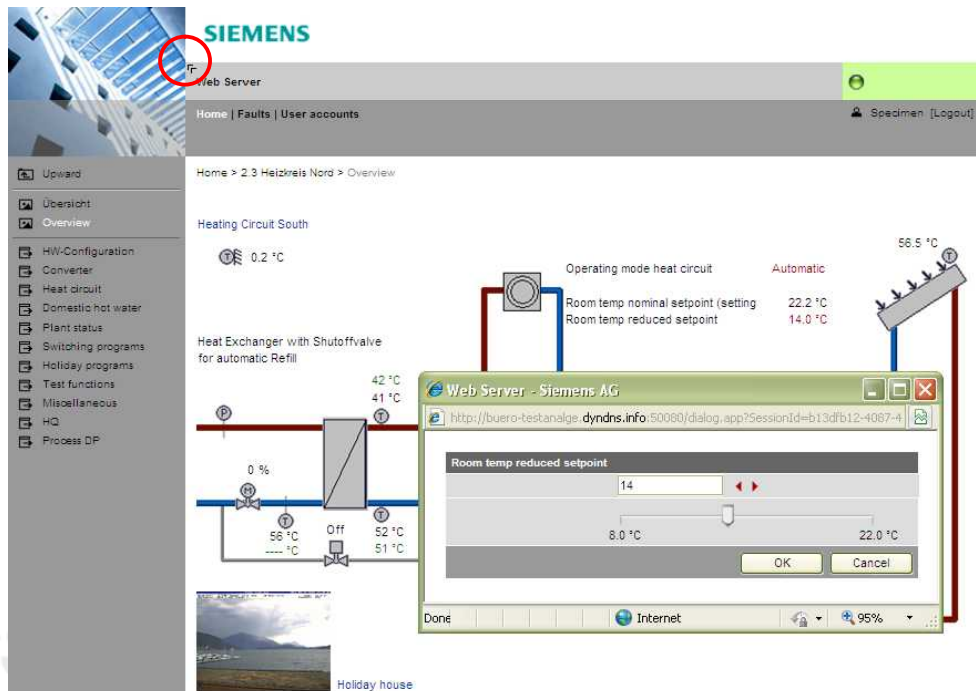 SIEMENS
Web Server
Home | Faults | User accounts
Specimen [Logout]
Upward
Übersicht
Overview
HW-Configuration
Converter
Heat circuit
Domestic hot water
Plant status
Switching programs
Holiday programs
Test functions
Miscellaneous
HQ
Process DP
Home > 2.3 Heizkreis Nord > Overview
Heating Circuit South
T 0.2 °C
56.5 °C
T
Operating mode heat circuit Automatic
Room temp nominal setpoint (setting 22.2 °C
Room temp reduced setpoint 14.0 °C
Heat Exchanger with Shutoffvalve
for automatic Refill
42 °C
41 °C
P T
0 %
M
T T
56 °C Off 52 °C
---- °C 51 °C
Holiday house
Web Server - Siemens AG
http://buero-testanalge.dyndns.info:50080/dialog.app?SessionId=b13dfb12-4087-4
Room temp reduced setpoint
14
8.0 °C 22.0 °C
OK Cancel
Done Internet 95%